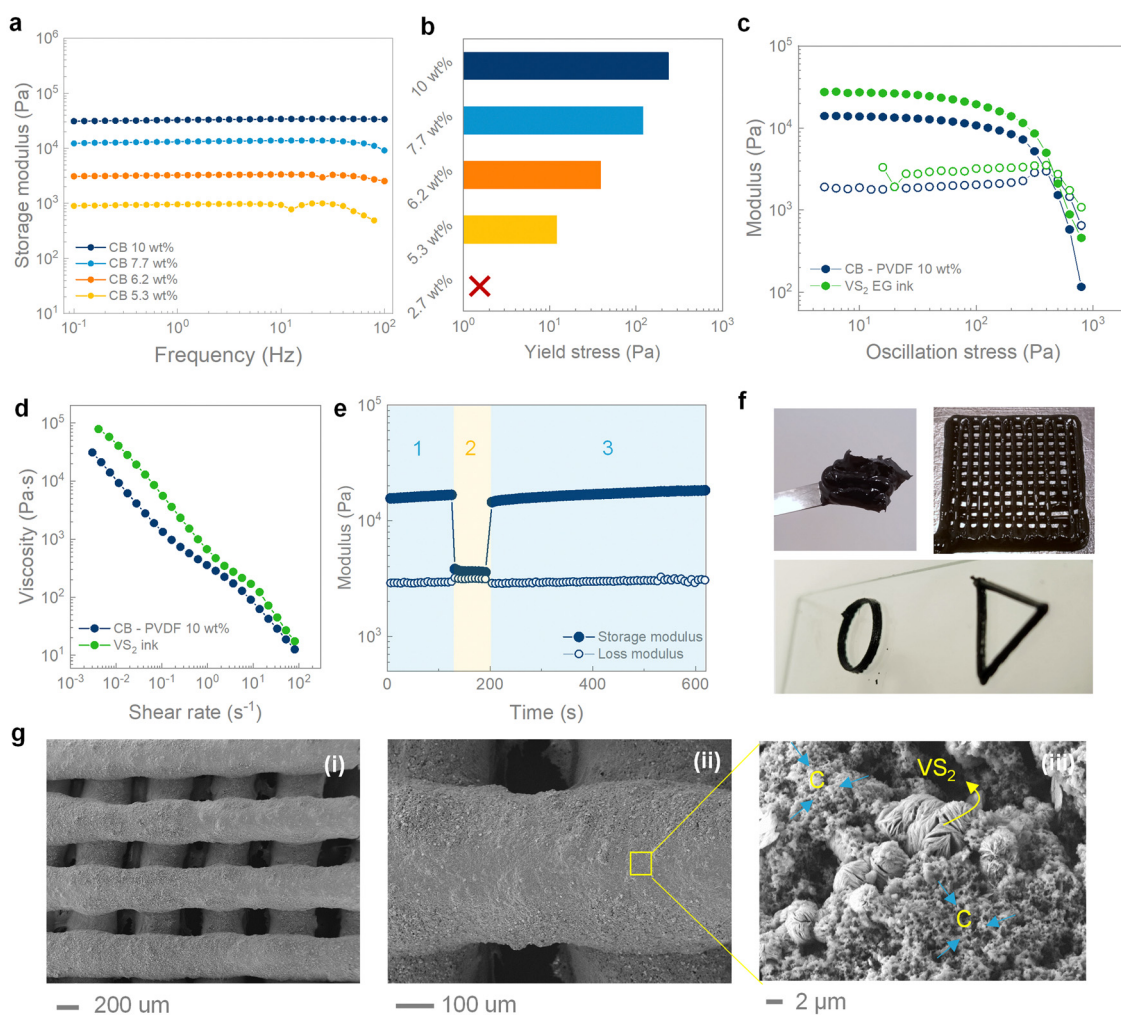 a
Storage modulus (Pa)
10⁶
10⁵
10⁴
10³
10²
10¹
CB 10 wt%
CB 7.7 wt%
CB 6.2 wt%
CB 5.3 wt%
10⁻¹ 10⁰ 10¹ 10²
Frequency (Hz)
b
10 wt%
7.7 wt%
6.2 wt%
5.3 wt%
2.7 wt%
10⁰ 10¹ 10² 10³
Yield stress (Pa)
c
Modulus (Pa)
10⁵
10⁴
10³
10²
CB - PVDF 10 wt%
VS₂ EG ink
10¹ 10² 10³
Oscillation stress (Pa)
d
Viscosity (Pa·s)
10⁵
10⁴
10³
10²
10¹
CB - PVDF 10 wt%
VS₂ ink
10⁻³ 10⁻² 10⁻¹ 10⁰ 10¹ 10²
Shear rate (s⁻¹)
e
Modulus (Pa)
10⁵
10⁴
10³
1 2 3
Storage modulus
Loss modulus
0 200 400 600
Time (s)
f
g
(i)
200 um
(ii)
100 um
(iii)
C
VS₂
C
2 μm